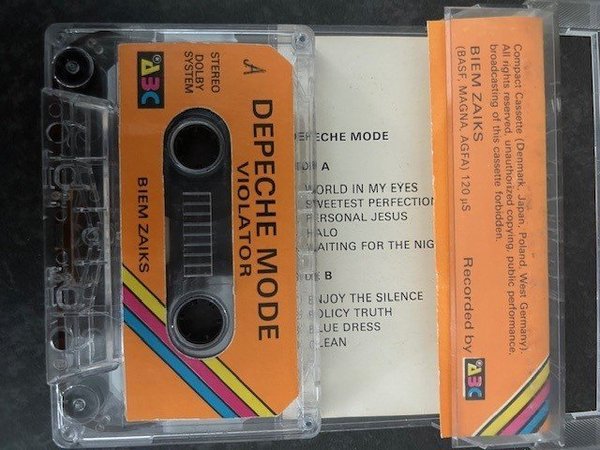 A
DEPECHE MODE
VIOLATOR
STEREO
DOLBY
SYSTEM
ABC
BIEM ZAIKS
DEPECHE MODE
A
WORLD IN MY EYES
SWEETEST PERFECTION
PERSONAL JESUS
HALO
WAITING FOR THE NIG
B
ENJOY THE SILENCE
POLICY TRUTH
BLUE DRESS
CLEAN
Compact Cassette (Denmark, Japan, Poland, West Germany).
All rights reserved, unauthorized copying, public performance,
broadcasting of this cassette forbidden.
BIEM ZAIKS
(BASF, MAGNA, AGFA) 120 µS
Recorded by ABC